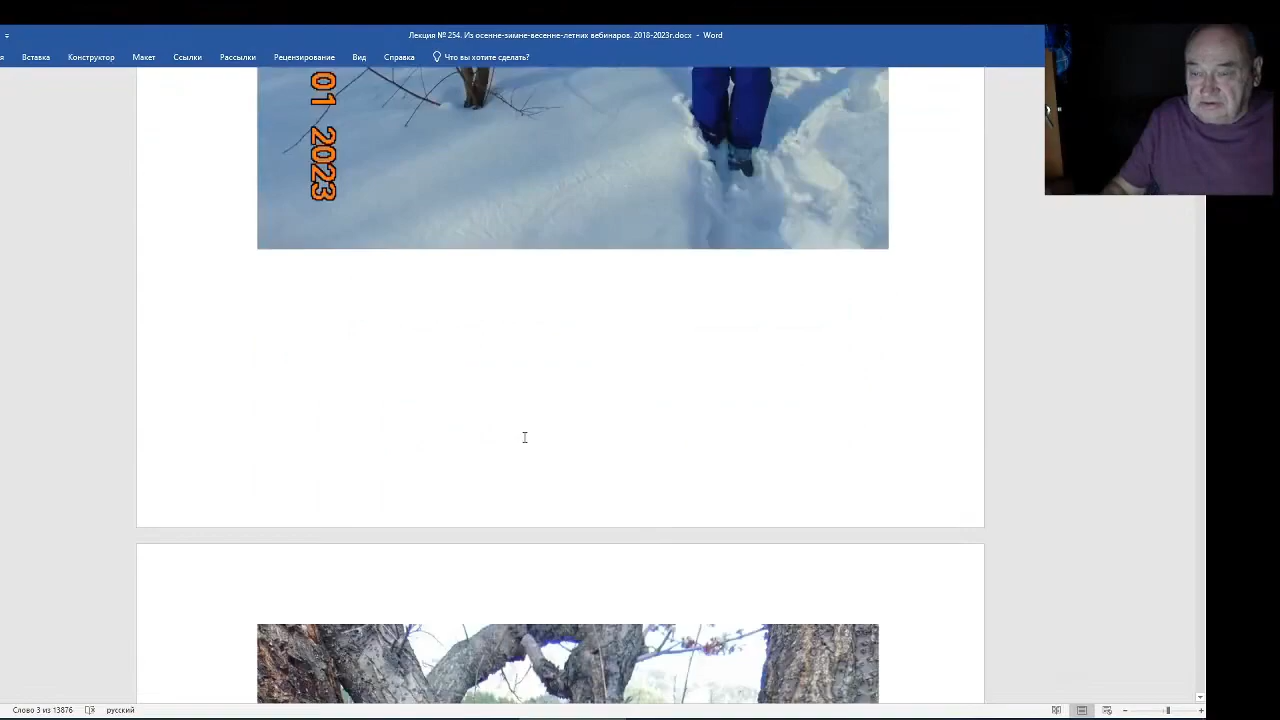 Лекция № 254. Из осенне-зимне-весенне-летних вебинаров. 2018-2023г.docx - Word
я Вставка Конструктор Макет Ссылки Рассылки Рецензирование Вид Справка Что вы хотите сделать?
01 2023
Слово 3 из 13876 русский